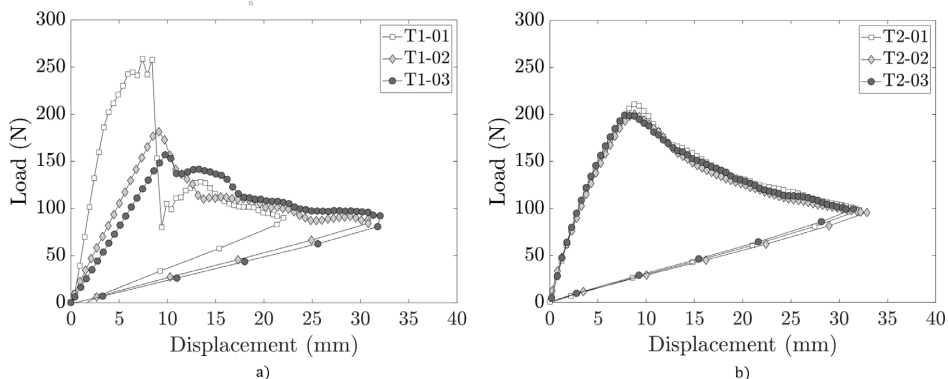 300
250
200
150
100
50
0
Load (N)
T1-01
T1-02
T1-03
0 5 10 15 20 25 30 35 40
Displacement (mm)
a)
300
250
200
150
100
50
0
Load (N)
T2-01
T2-02
T2-03
0 5 10 15 20 25 30 35 40
Displacement (mm)
b)